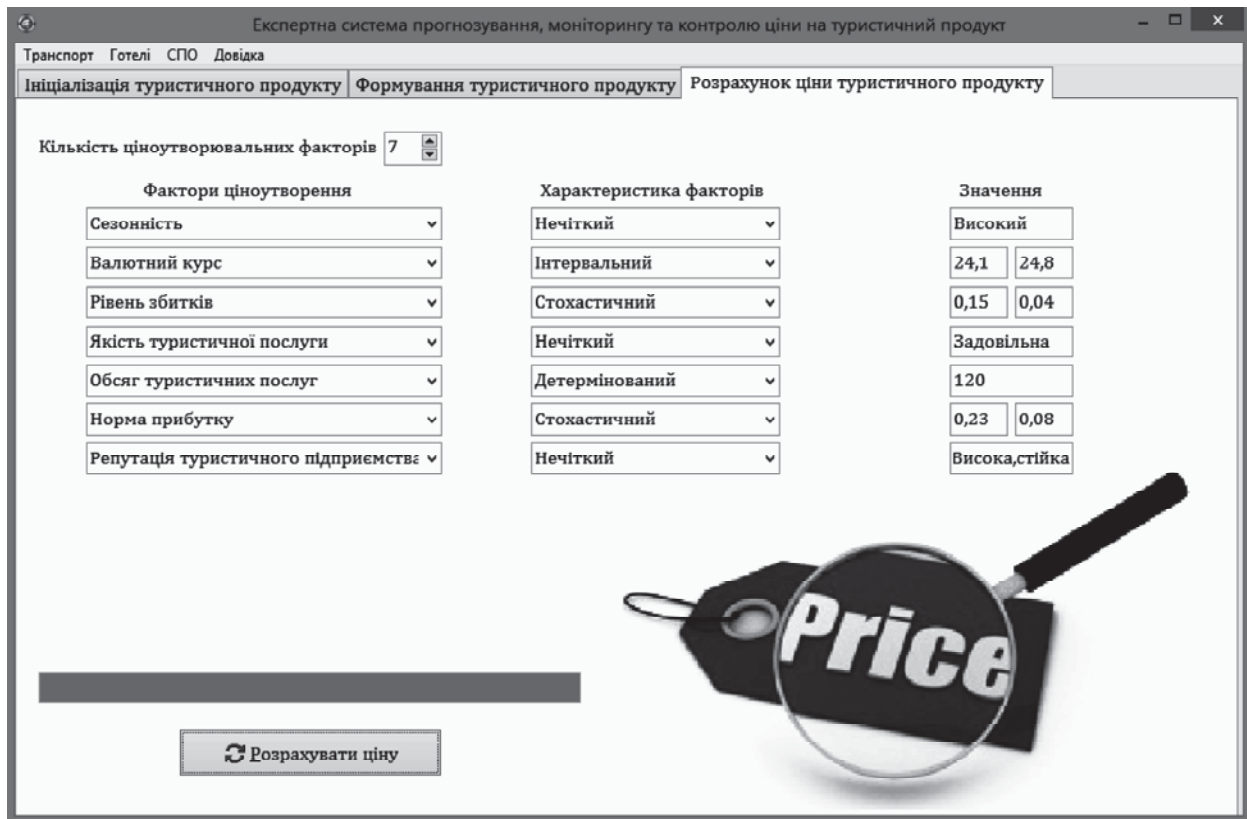 Експертна система прогнозування, моніторингу та контролю ціни на туристичний продукт
Транспорт Готелі СПО Довідка
Ініціалізація туристичного продукту Формування туристичного продукту Розрахунок ціни туристичного продукту
Кількість ціноутворювальних факторів 7
Фактори ціноутворення Характеристика факторів Значення
Сезонність Нечіткий Високий
Валютний курс Інтервальний 24,1 24,8
Рівень збитків Стохастичний 0,15 0,04
Якість туристичної послуги Нечіткий Задовільна
Обсяг туристичних послуг Детермінований 120
Норма прибутку Стохастичний 0,23 0,08
Репутація туристичного підприємства Нечіткий Висока,стійка
Price
Розрахувати ціну